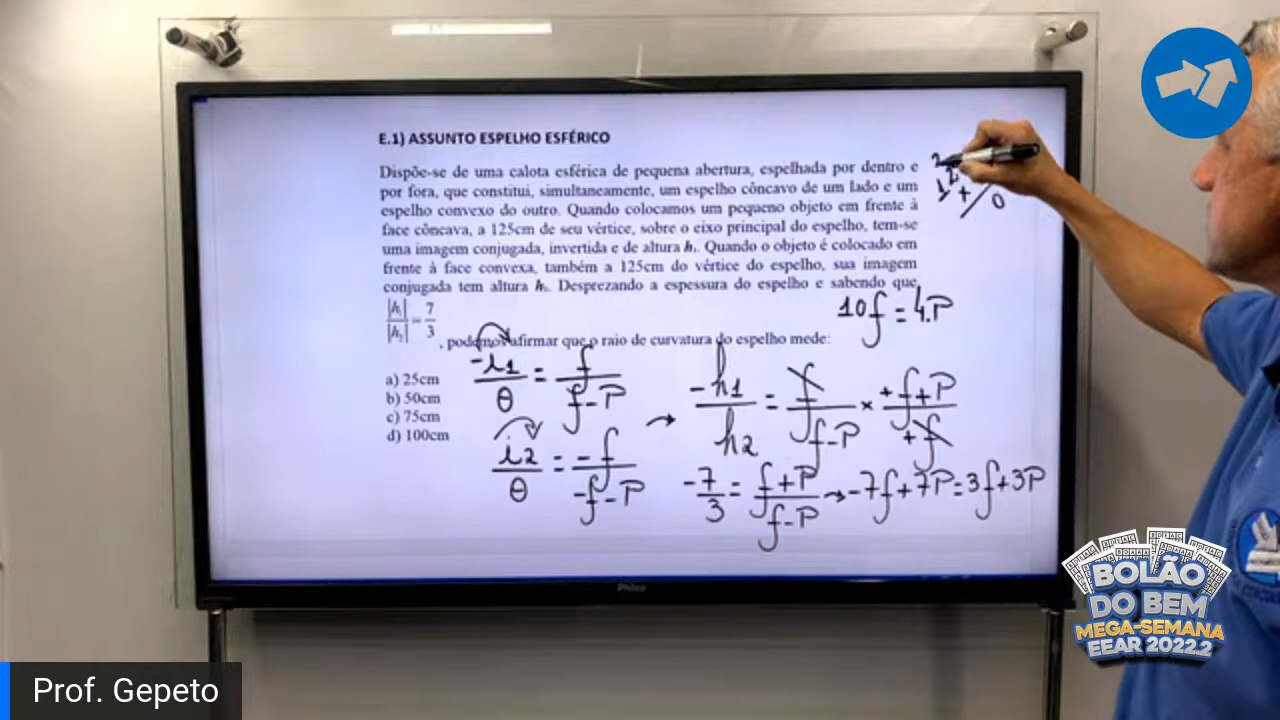 E.1) ASSUNTO ESPELHO ESFÉRICO
Dispõe-se de uma calota esférica de pequena abertura, espelhada por dentro e
por fora, que constitui, simultaneamente, um espelho côncavo de um lado e um
espelho convexo do outro. Quando colocamos um pequeno objeto em frente à
face côncava, a 125cm de seu vértice, sobre o eixo principal do espelho, tem-se
uma imagem conjugada, invertida e de altura h₁. Quando o objeto é colocado em
frente à face convexa, também a 125cm do vértice do espelho, sua imagem
conjugada tem altura h₂. Desprezando a espessura do espelho e sabendo que
|h₁|/|h₂| = 7/3
, podemos afirmar que o raio de curvatura do espelho mede:
10f = 4.P
a) 25cm
b) 50cm
c) 75cm
d) 100cm
-i1/θ = f/f-P
i2/θ = -f/-f-P
→ -h1/h2 = f/f-P × +f+P/+f
-7/3 = f+P/f-P → -7f+7P=3f+3P
Philco
BOLÃO
DO BEM
MEGA-SEMANA
EEAR 2022.2
Prof. Gepeto